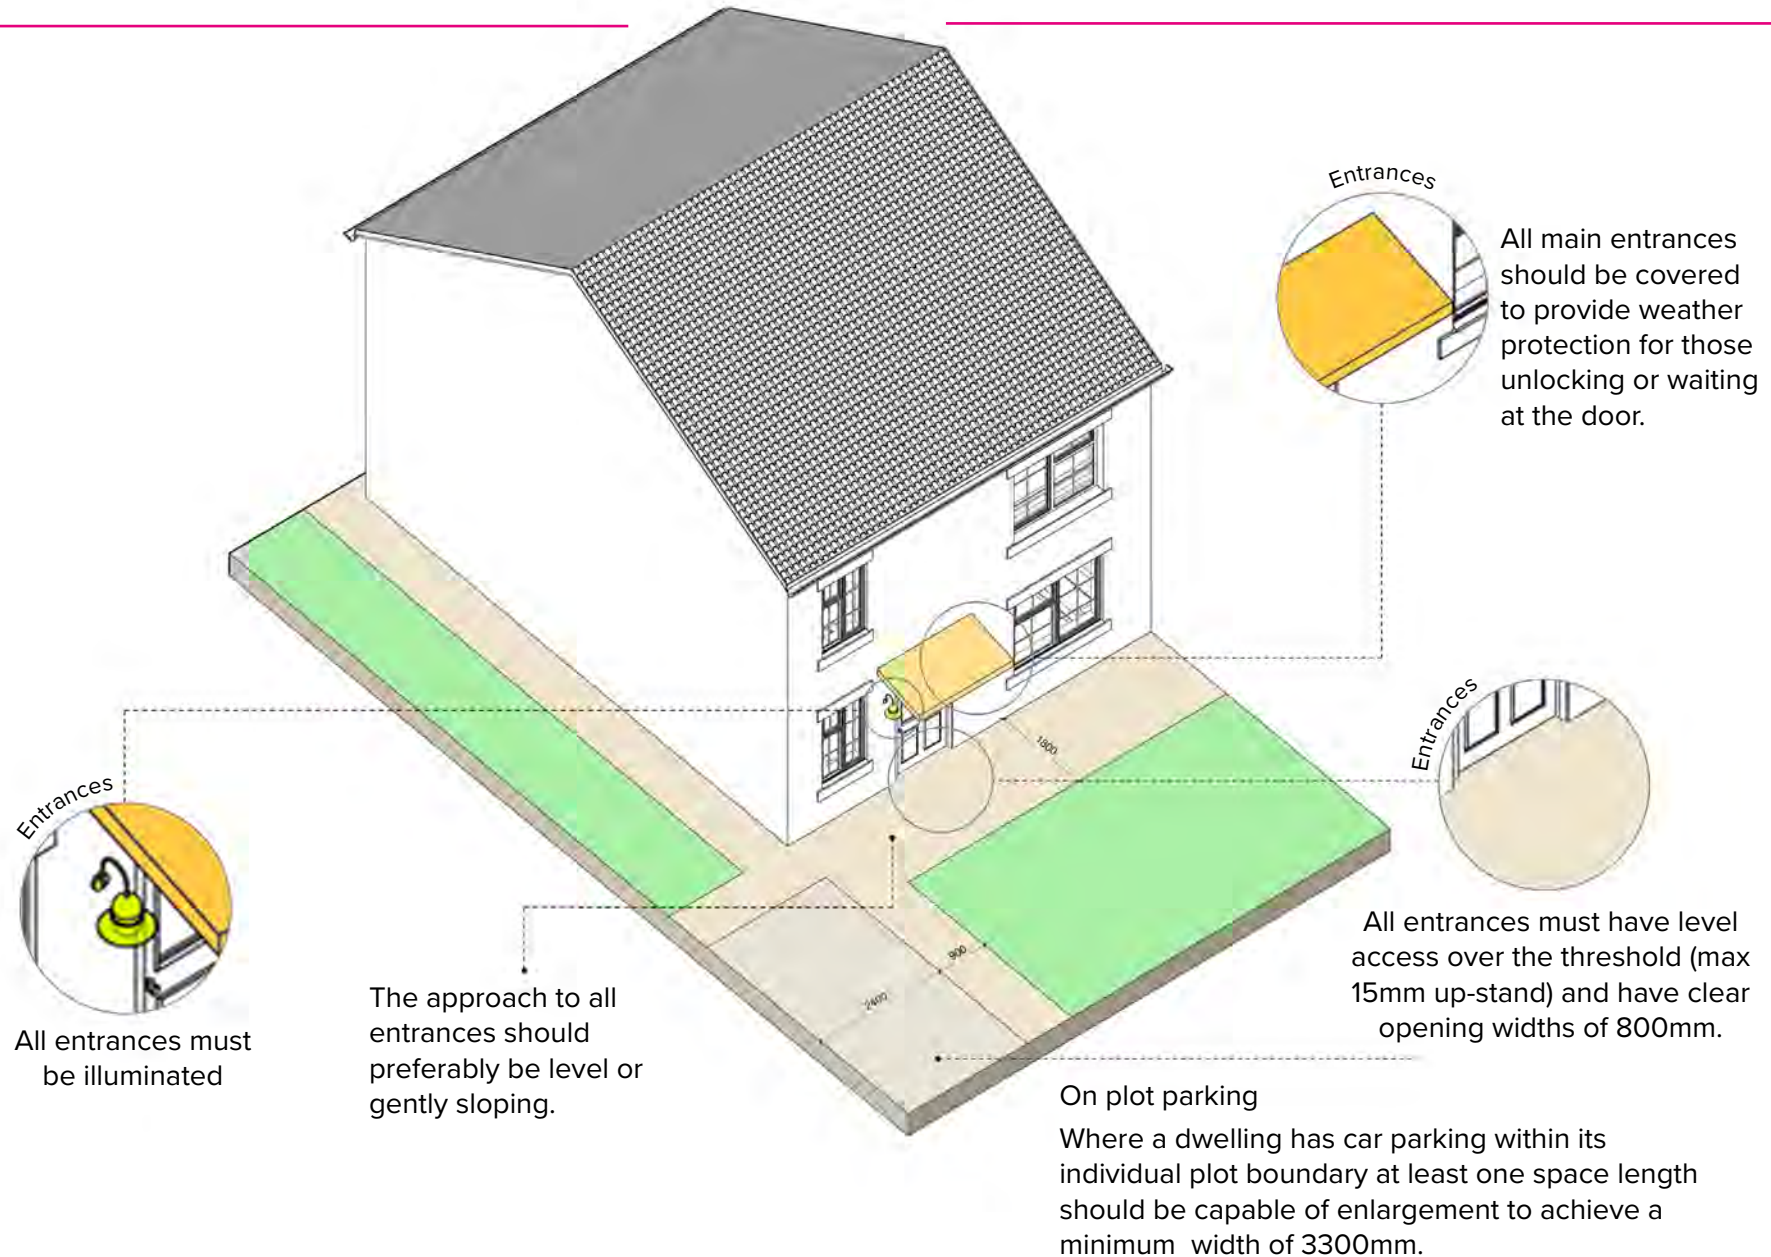 Entrances
All main entrances
should be covered
to provide weather
protection for those
unlocking or waiting
at the door.
Entrances
1800
Entrances
All entrances must
be illuminated
The approach to all
entrances should
preferably be level or
gently sloping.
900
2400
All entrances must have level
access over the threshold (max
15mm up-stand) and have clear
opening widths of 800mm.
On plot parking
Where a dwelling has car parking within its
individual plot boundary at least one space length
should be capable of enlargement to achieve a
minimum  width of 3300mm.